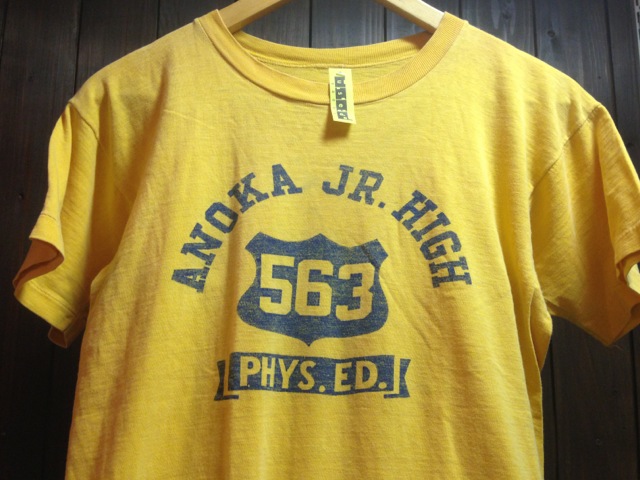 ANOKA JR. HIGH
563
[PHYS. ED.]